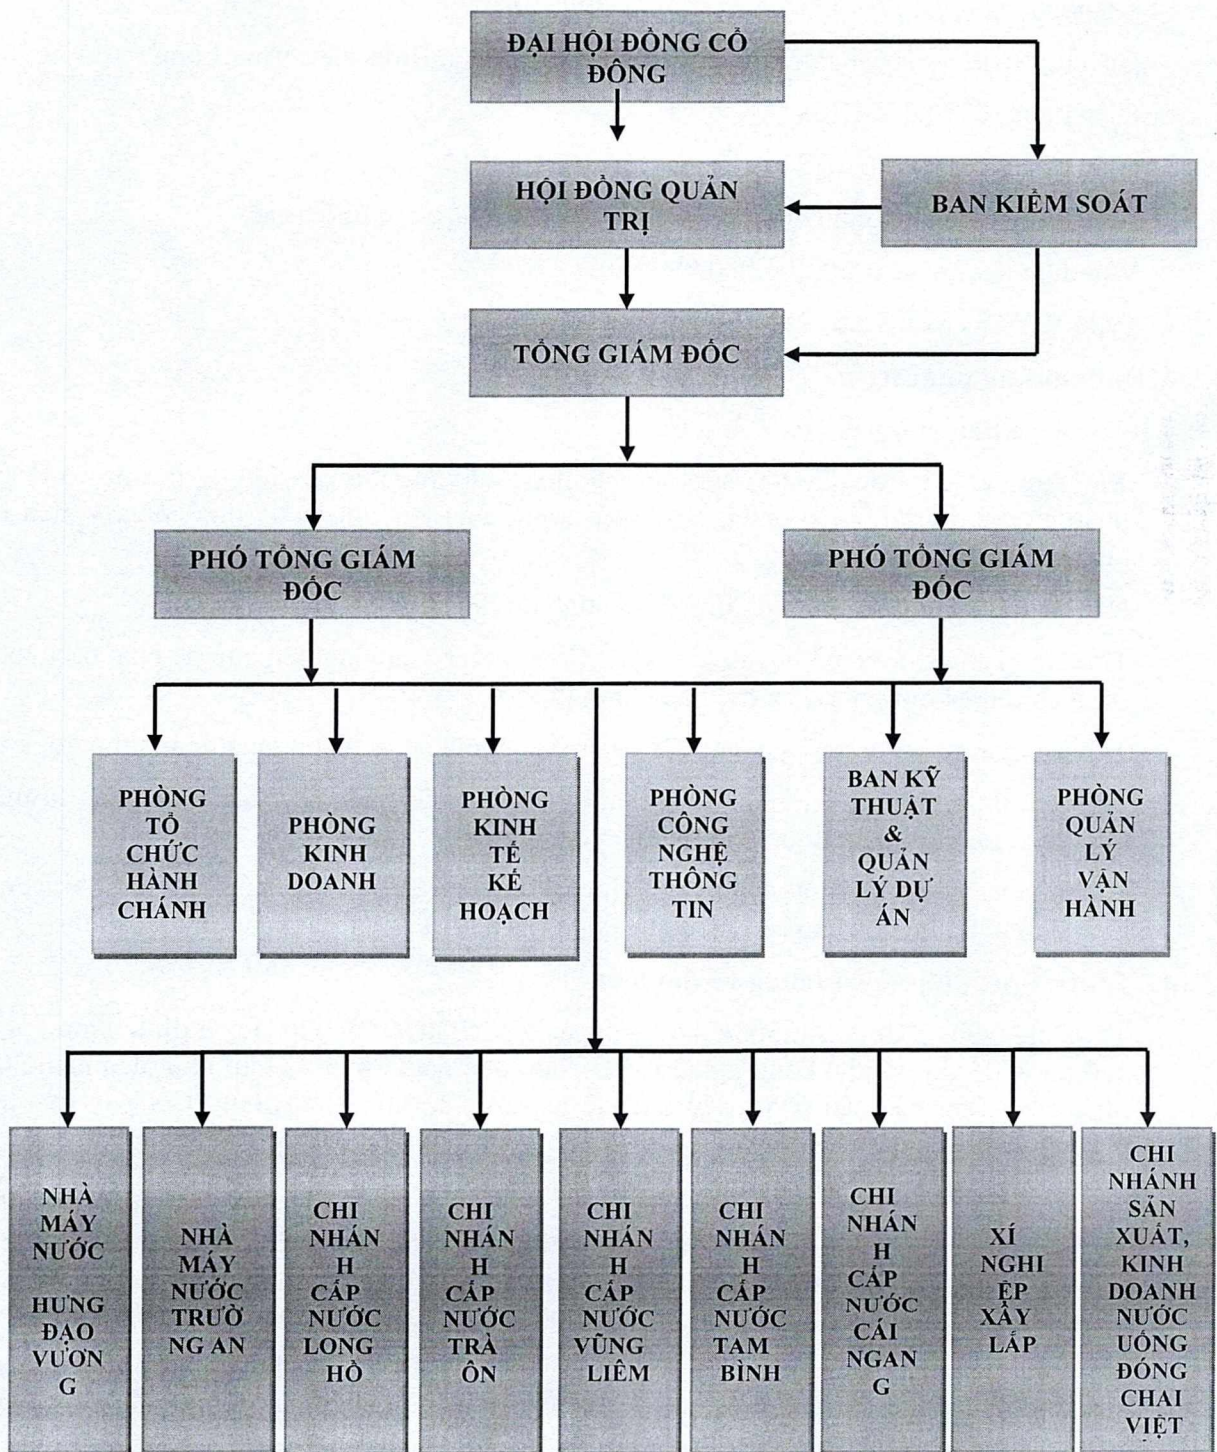 ĐẠI HỘI ĐỒNG CỔ
ĐÔNG
HỘI ĐỒNG QUẢN
TRỊ
BAN KIỂM SOÁT
TỔNG GIÁM ĐỐC
PHÓ TỔNG GIÁM
ĐỐC
PHÓ TỔNG GIÁM
ĐỐC
PHÒNG
TỔ
CHỨC
HÀNH
CHÁNH
PHÒNG
KINH
DOANH
PHÒNG
KINH
TẾ
KẾ
HOẠCH
PHÒNG
CÔNG
NGHỆ
THÔNG
TIN
BAN KỸ
THUẬT
&
QUẢN
LÝ DỰ
ÁN
PHÒNG
QUẢN
LÝ
VẬN
HÀNH
NHÀ
MÁY
NƯỚC
HƯNG
ĐẠO
VƯƠN
G
NHÀ
MÁY
NƯỚC
TRƯỜ
NG AN
CHI
NHÁN
H
CẤP
NƯỚC
LONG
HỒ
CHI
NHÁN
H
CẤP
NƯỚC
TRÀ
ÔN
CHI
NHÁN
H
CẤP
NƯỚC
VŨNG
LIÊM
CHI
NHÁN
H
CẤP
NƯỚC
TAM
BÌNH
CHI
NHÁN
H
CẤP
NƯỚC
CÁI
NGAN
G
XÍ
NGHI
ỆP
XÂY
LẮP
CHI
NHÁNH
SẢN
XUẤT,
KINH
DOANH
NƯỚC
UỐNG
ĐÓNG
CHAI
VIỆT